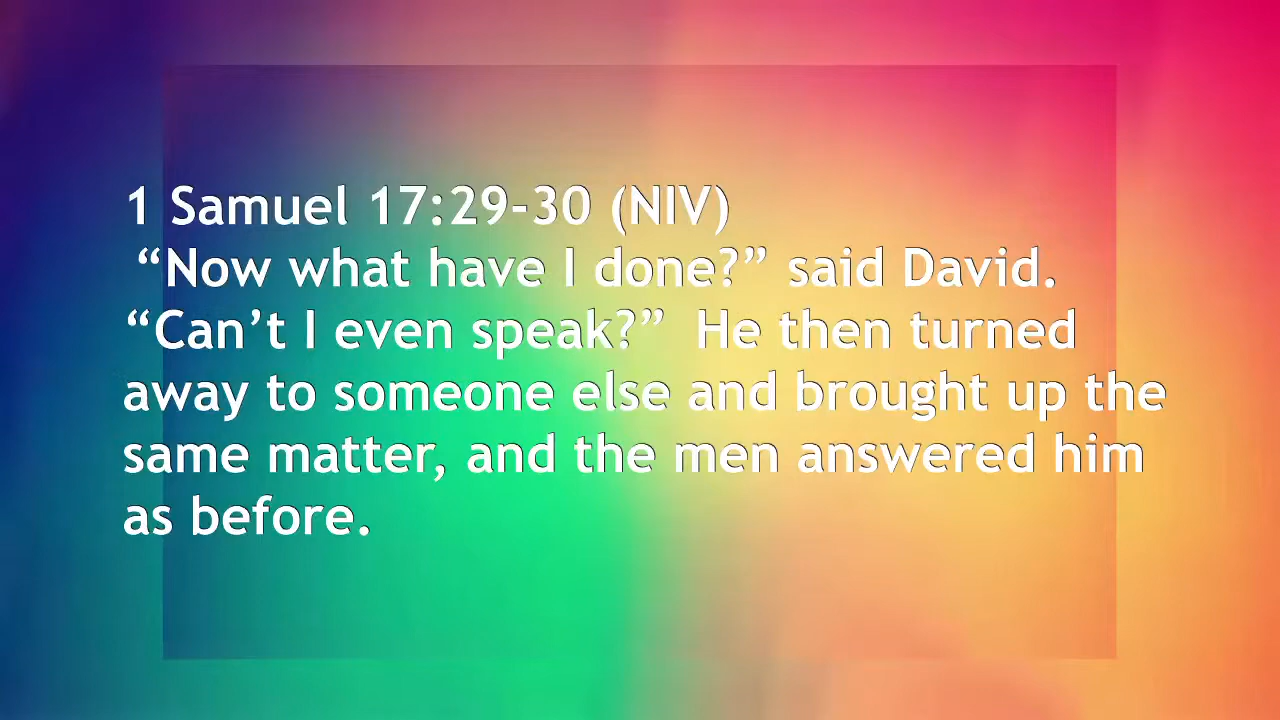 1 Samuel 17:29-30 (NIV)
“Now what have I done?” said David.
“Can’t I even speak?”  He then turned
away to someone else and brought up the
same matter, and the men answered him
as before.